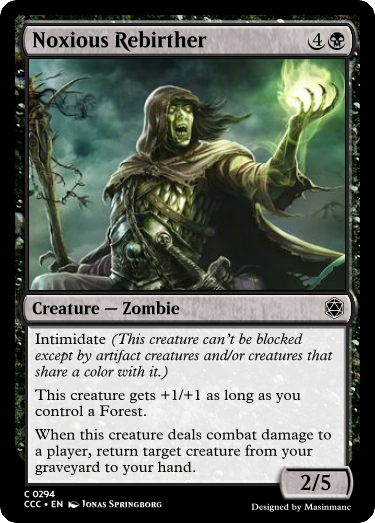 Noxious Rebirther 4
Creature — Zombie
Intimidate (This creature can't be blocked
except by artifact creatures and/or creatures that
share a color with it.)
This creature gets +1/+1 as long as you
control a Forest.
When this creature deals combat damage to
a player, return target creature from your
graveyard to your hand.
2/5
C 0294
CCC • EN Jonas Springborg
Designed by Masinmanc